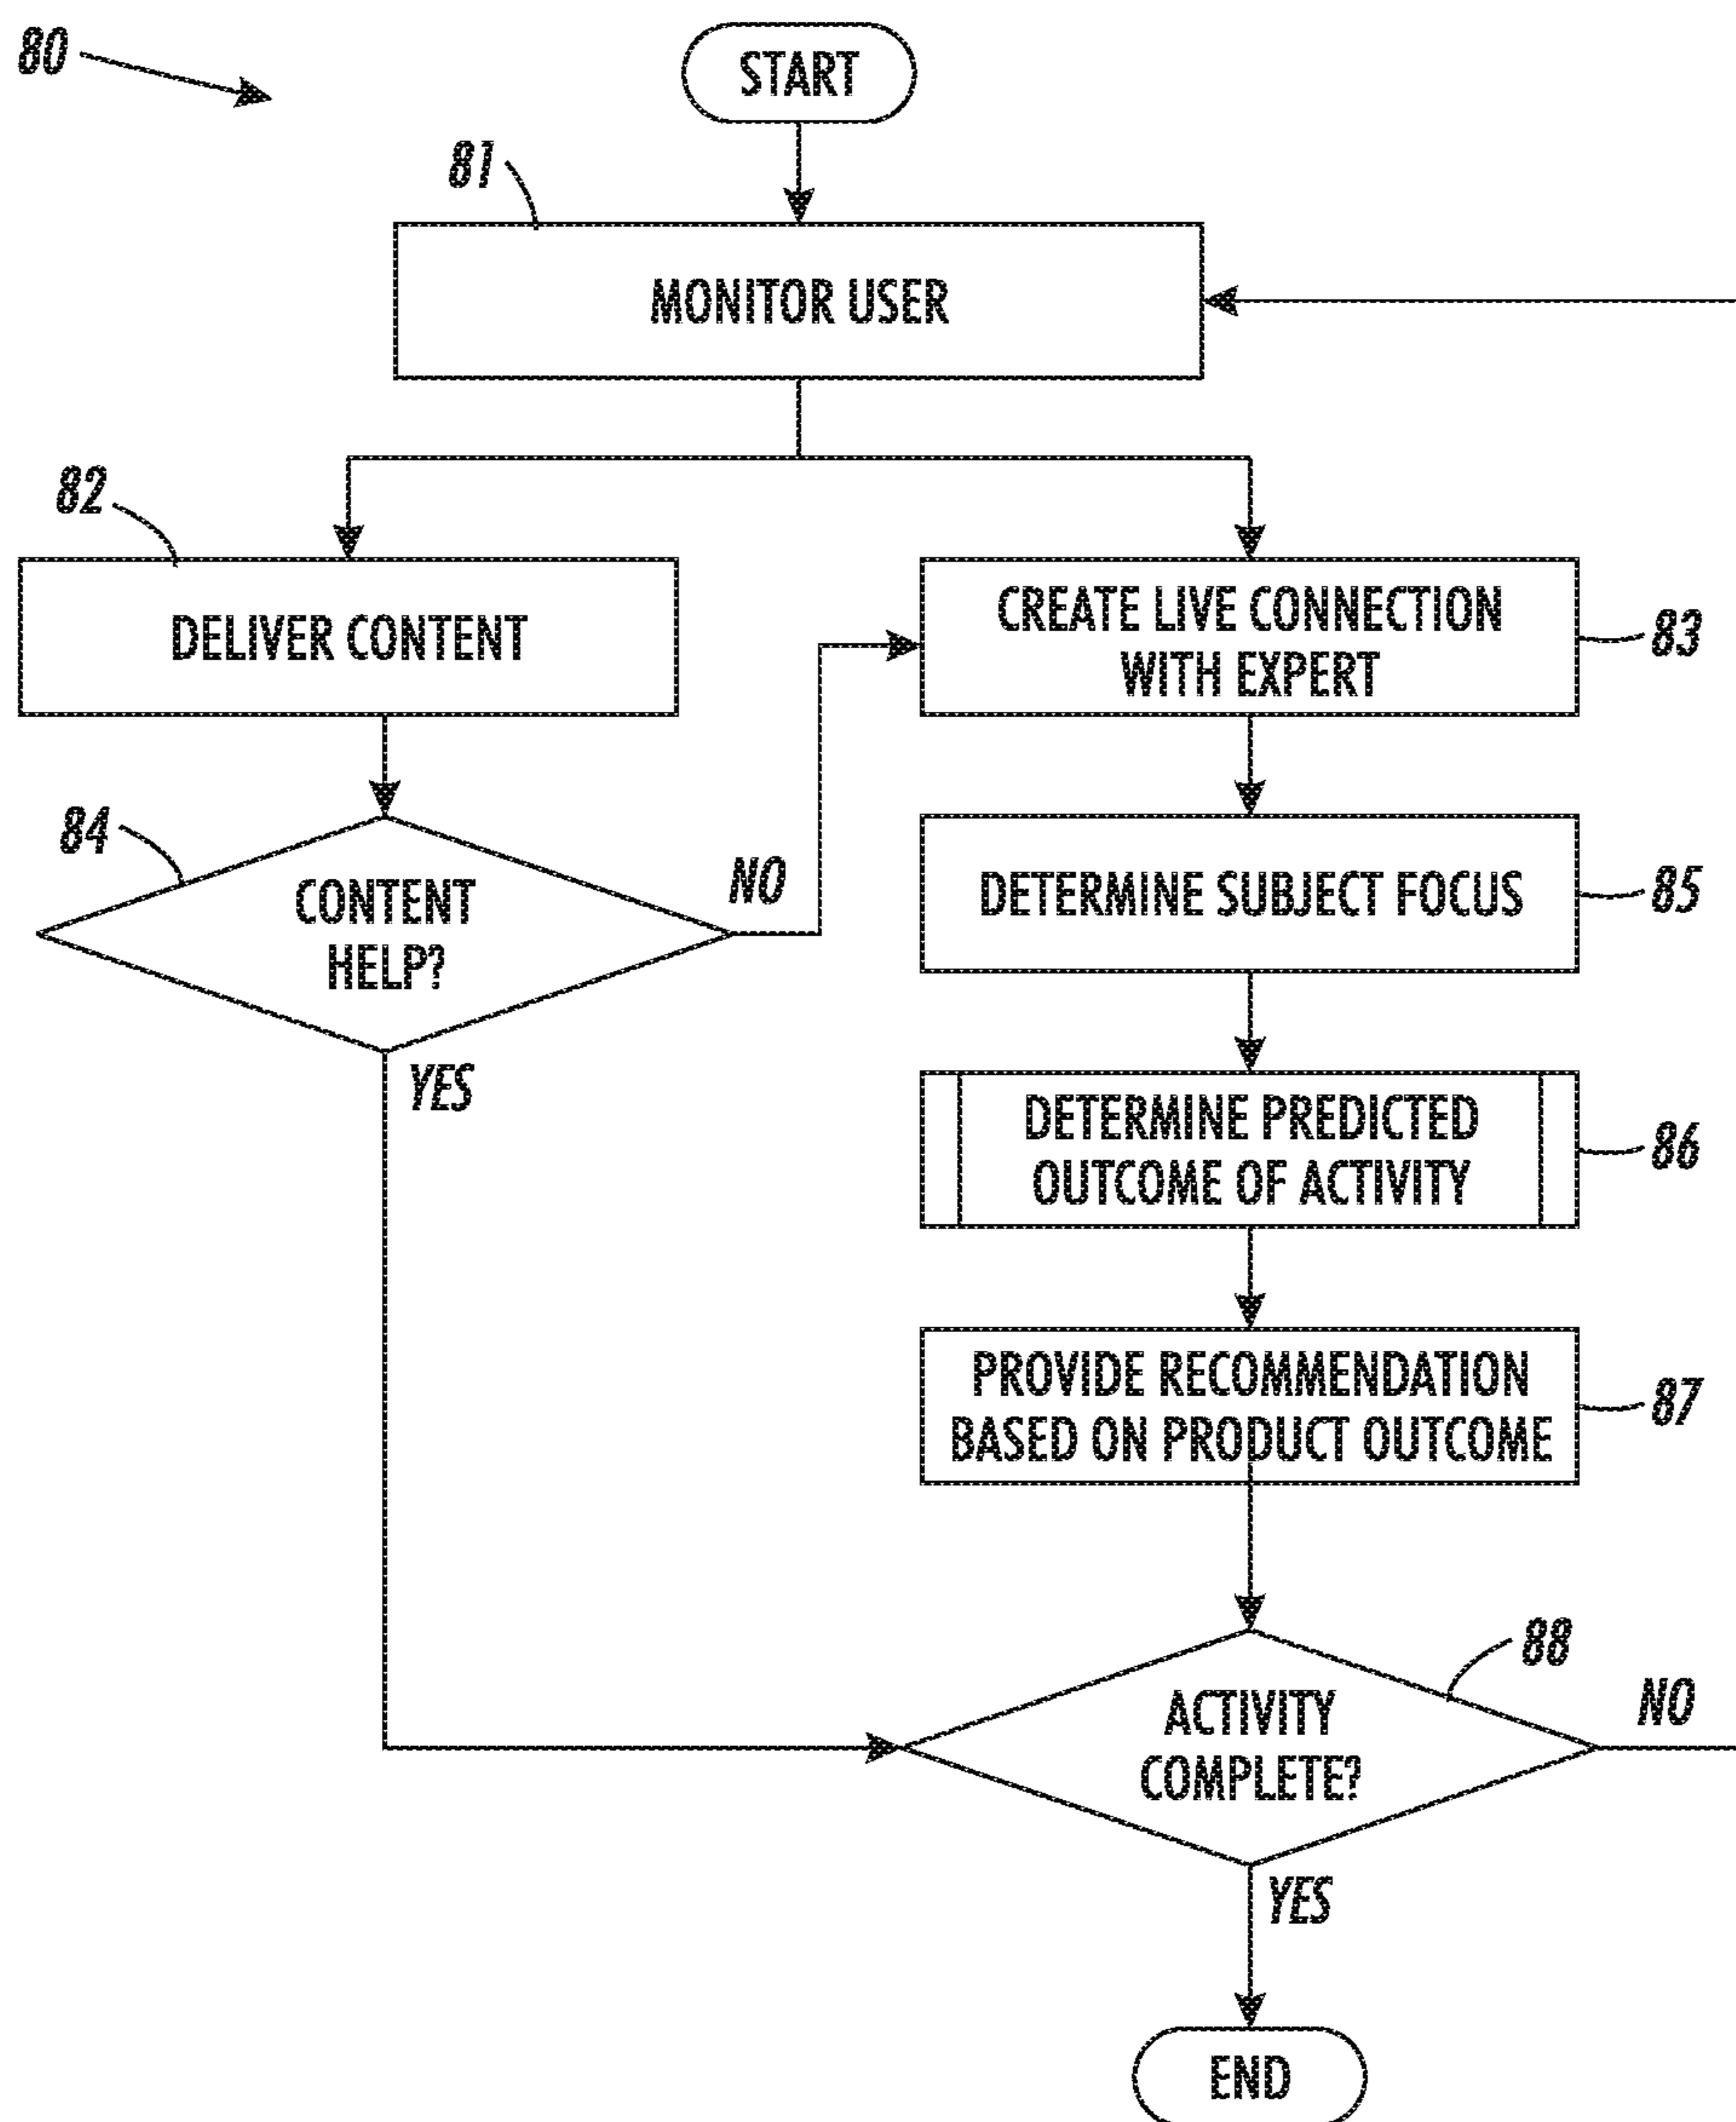 80
START
81
MONITOR USER
82
DELIVER CONTENT
CREATE LIVE CONNECTION
WITH EXPERT
83
84
CONTENT
HELP?
NO
YES
DETERMINE SUBJECT FOCUS
85
DETERMINE PREDICTED
OUTCOME OF ACTIVITY
86
PROVIDE RECOMMENDATION
BASED ON PRODUCT OUTCOME
87
88
ACTIVITY
COMPLETE?
NO
YES
END